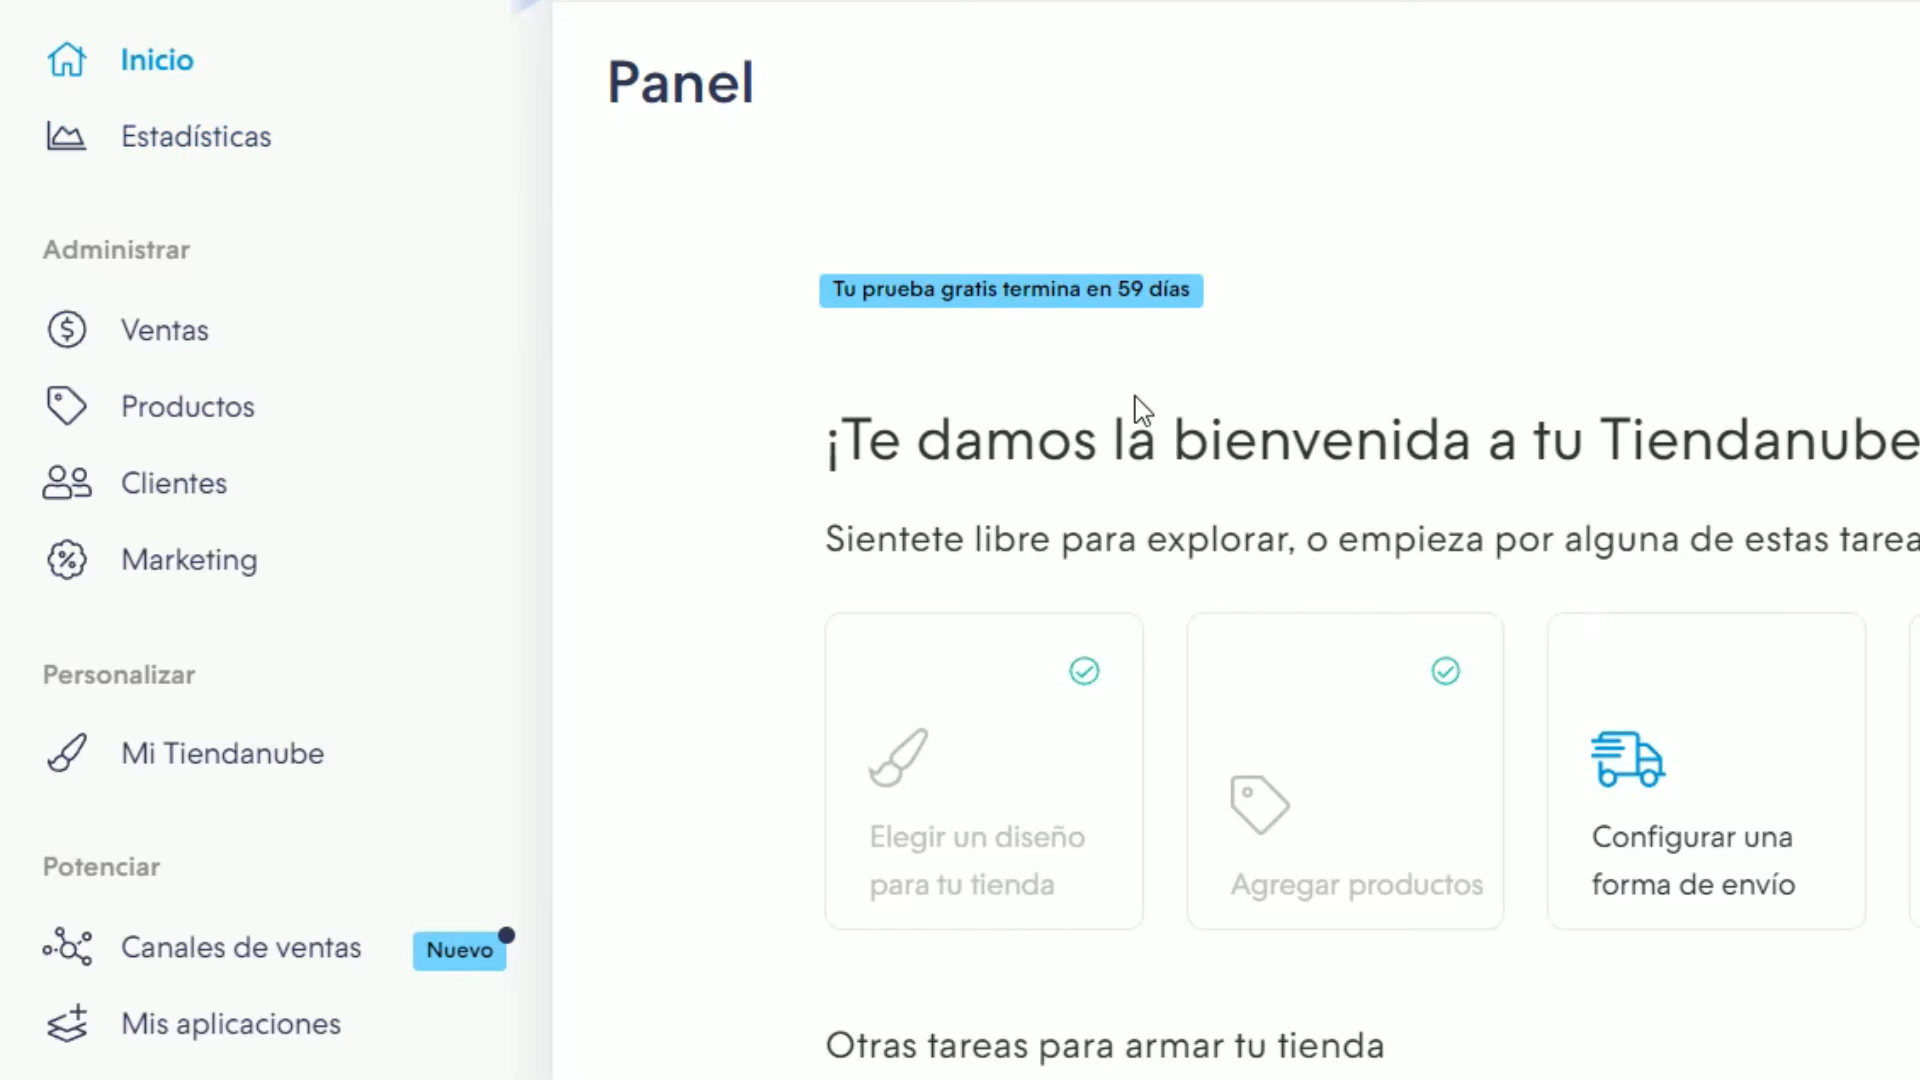 Inicio
Estadísticas
Administrar
Ventas
Productos
Clientes
Marketing
Personalizar
Mi Tiendanube
Potenciar
Canales de ventas
Nuevo
Mis aplicaciones
Panel
Tu prueba gratis termina en 59 días
¡Te damos la bienvenida a tu Tiendanube
Sientete libre para explorar, o empieza por alguna de estas tarea
Elegir un diseño
para tu tienda
Agregar productos
Configurar una
forma de envío
Otras tareas para armar tu tienda